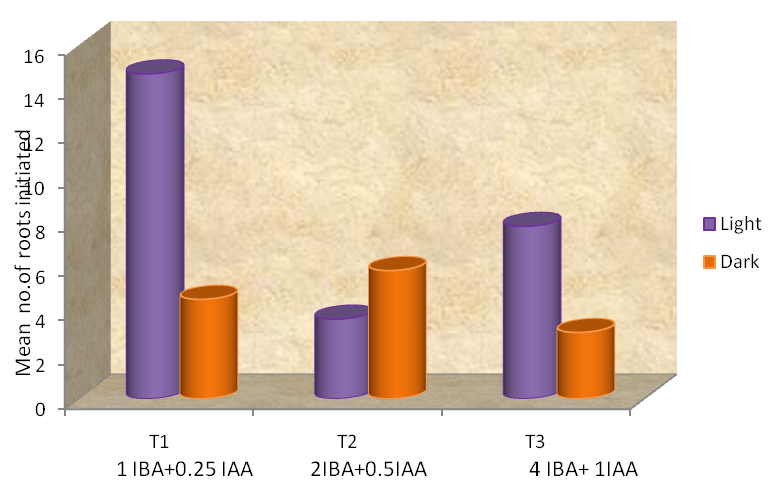 Mean no.of roots initiated
16
14
12
10
8
6
4
2
0
T1
T2
T3
1 IBA+0.25 IAA
2IBA+0.5IAA
4 IBA+ 1IAA
Light
Dark